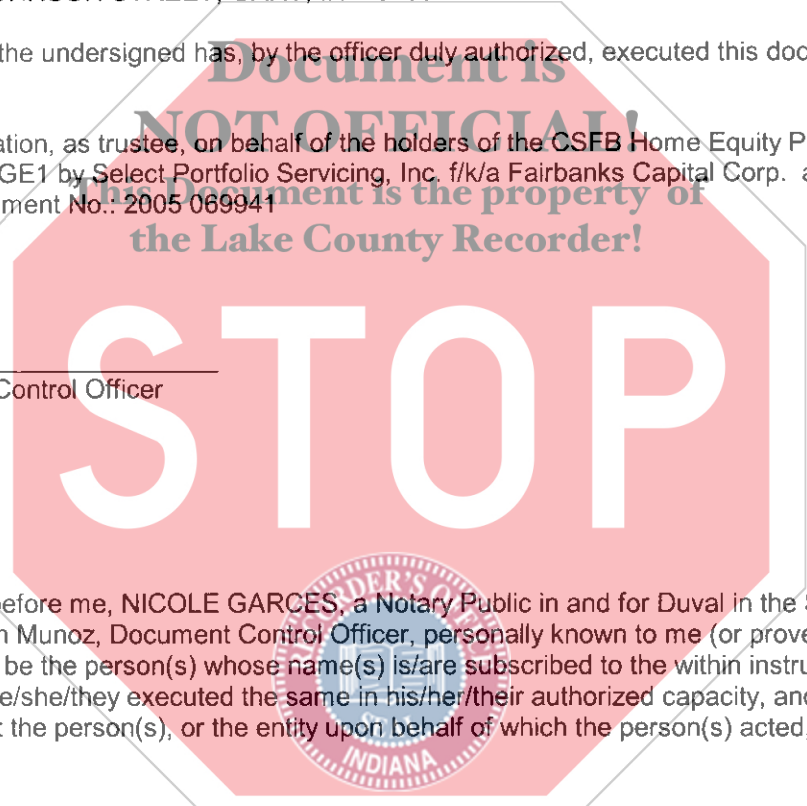 the undersigned has, by the officer duly authorized, executed this doc
Document is
NOT OFFICIAL!
ation, as trustee, on behalf of the holders of the CSFB Home Equity P
GE1 by Select Portfolio Servicing, Inc. f/k/a Fairbanks Capital Corp.
This Document is the property of
ment No.: 2005 069941
the Lake County Recorder!
STOP
Control Officer
efore me, NICOLE GARCES, a Notary Public in and for Duval in the
n Munoz, Document Control Officer, personally known to me (or prove
be the person(s) whose name(s) is/are subscribed to the within instru
e/she/they executed the same in his/her/their authorized capacity, and
the person(s), or the entity upon behalf of which the person(s) acted,
RECORDER'S OFFICE
SEAL
INDIANA